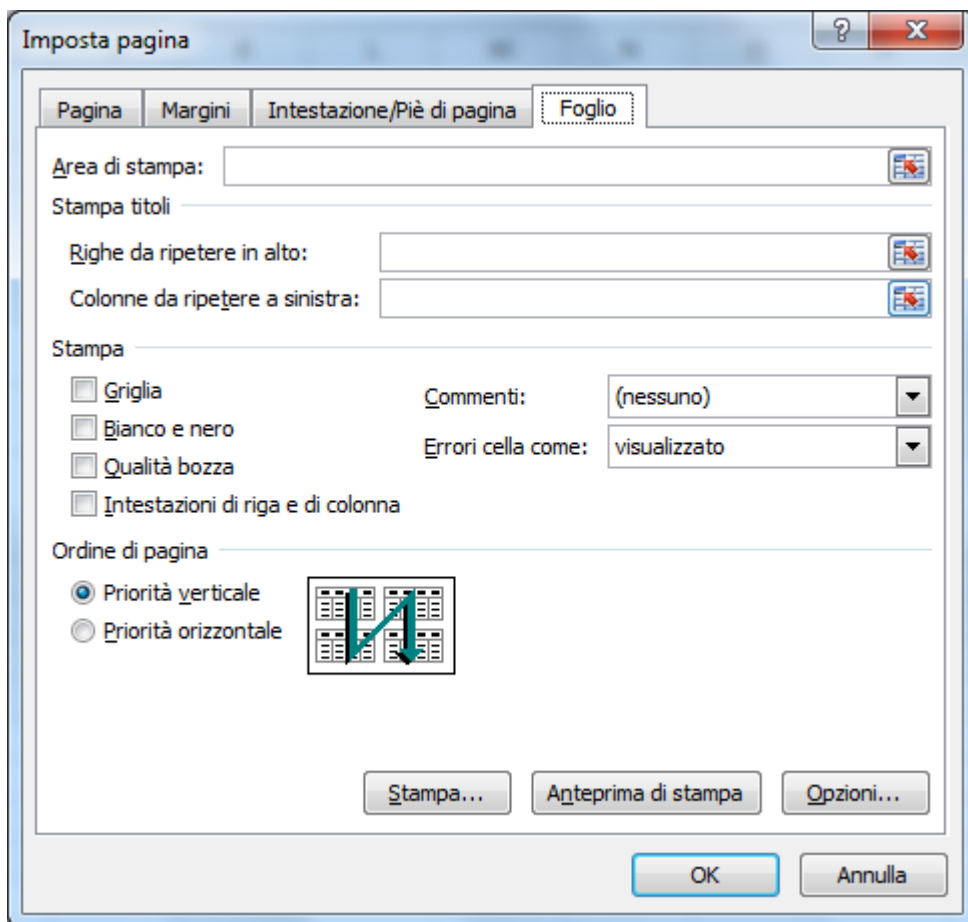 Imposta pagina
Pagina Margini Intestazione/Piè di pagina Foglio
Area di stampa:
Stampa titoli
Righe da ripetere in alto:
Colonne da ripetere a sinistra:
Stampa
Griglia
Bianco e nero
Qualità bozza
Intestazioni di riga e di colonna
Commenti: (nessuno)
Errori cella come: visualizzato
Ordine di pagina
Priorità verticale
Priorità orizzontale
Stampa... Anteprima di stampa Opzioni...
OK Annulla